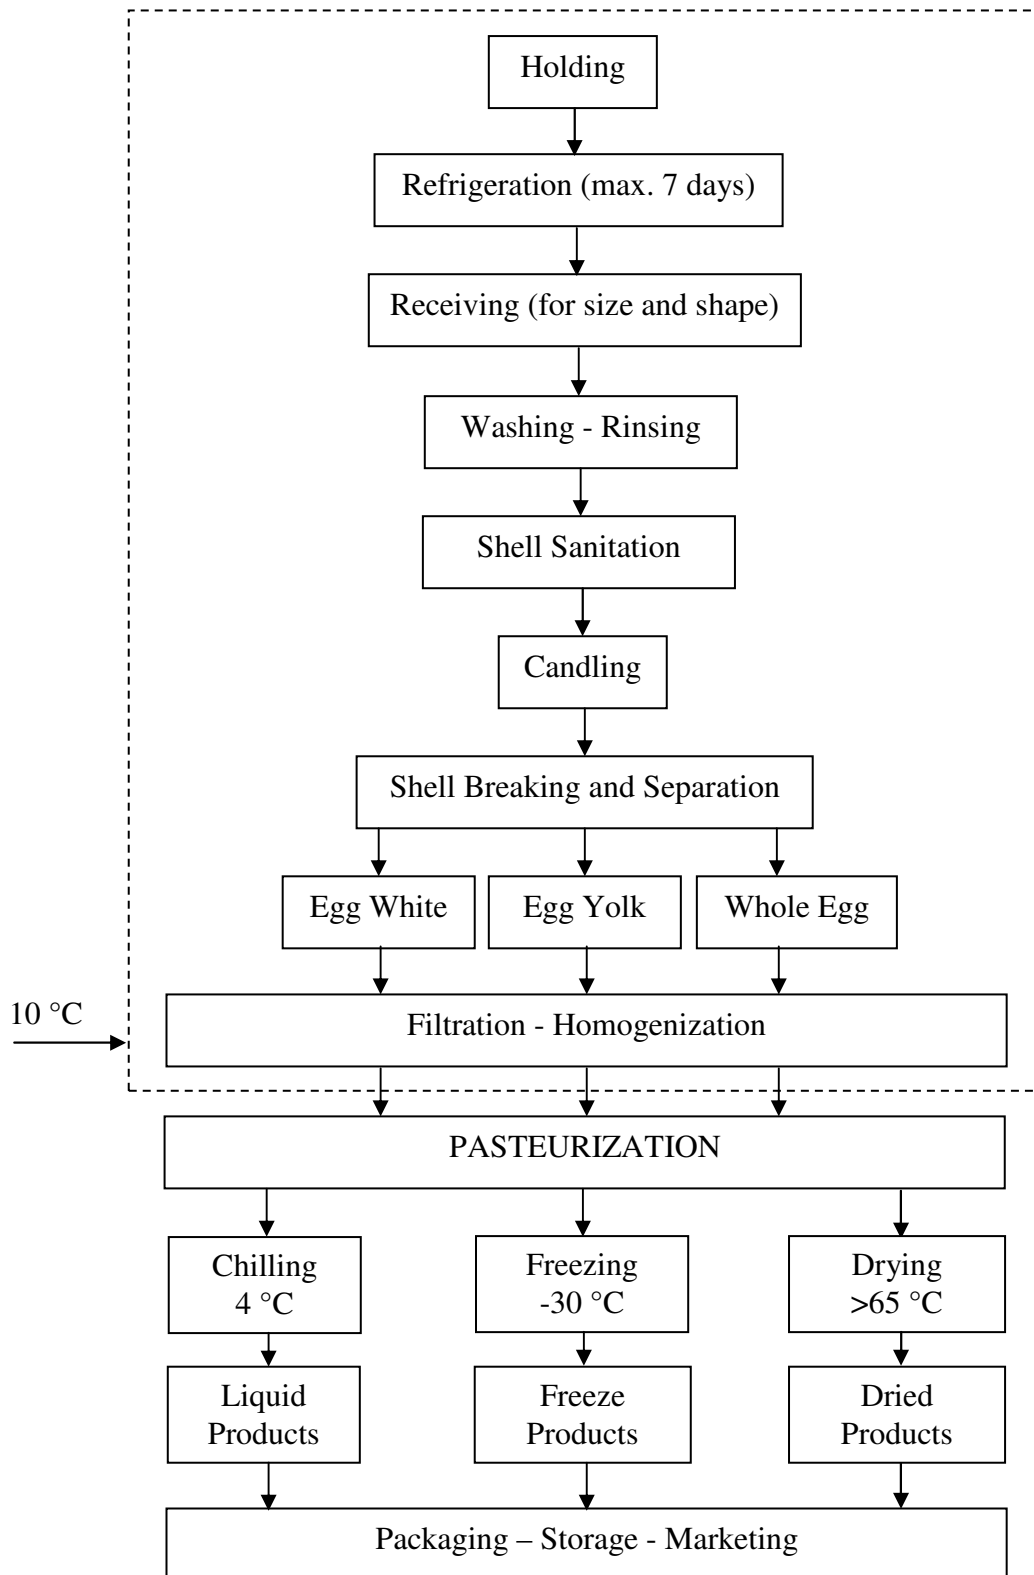 Holding
Refrigeration (max. 7 days)
Receiving (for size and shape)
Washing - Rinsing
Shell Sanitation
Candling
Shell Breaking and Separation
Egg White
Egg Yolk
Whole Egg
10 °C
Filtration - Homogenization
PASTEURIZATION
Chilling
4 °C
Freezing
-30 °C
Drying
>65 °C
Liquid
Products
Freeze
Products
Dried
Products
Packaging – Storage - Marketing